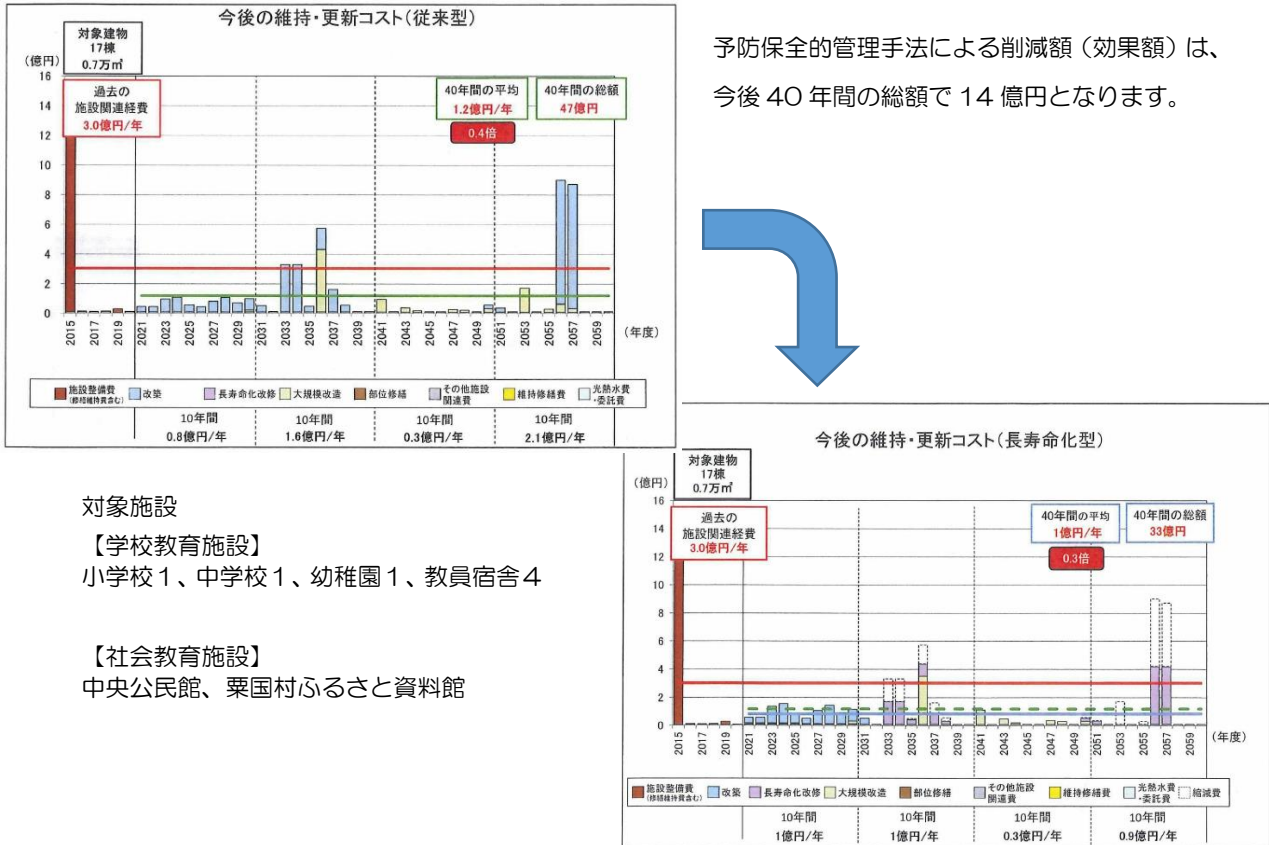 今後の維持・更新コスト(従来型)
対象建物
17棟
0.7万㎡
(億円)
過去の
施設関連経費
3.0億円/年
40年間の平均
1.2億円/年
0.4倍
40年間の総額
47億円
16
14
12
10
8
6
4
2
0
2015
2017
2019
2021
2023
2025
2027
2029
2031
2033
2035
2037
2039
2041
2043
2045
2047
2049
2051
2053
2055
2057
2059
(年度)
施設整備費
(修繕維持費含む)
改築
長寿命化改修
大規模改造
部位修繕
その他施設
関連費
維持修繕費
光熱水費
・委託費
10年間
0.8億円/年
10年間
1.6億円/年
10年間
0.3億円/年
10年間
2.1億円/年
予防保全的管理手法による削減額(効果額)は、
今後40年間の総額で14億円となります。
対象施設
【学校教育施設】
小学校1、中学校1、幼稚園1、教員宿舎4
【社会教育施設】
中央公民館、粟国村ふるさと資料館
今後の維持・更新コスト(長寿命化型)
対象建物
17棟
0.7万㎡
(億円)
過去の
施設関連経費
3.0億円/年
40年間の平均
1億円/年
0.3倍
40年間の総額
33億円
16
14
12
10
8
6
4
2
0
2015
2017
2019
2021
2023
2025
2027
2029
2031
2033
2035
2037
2039
2041
2043
2045
2047
2049
2051
2053
2055
2057
2059
(年度)
施設整備費
(修繕維持費含む)
改築
長寿命化改修
大規模改造
部位修繕
その他施設
関連費
維持修繕費
光熱水費
・委託費
縮減費
10年間
1億円/年
10年間
1億円/年
10年間
0.3億円/年
10年間
0.9億円/年